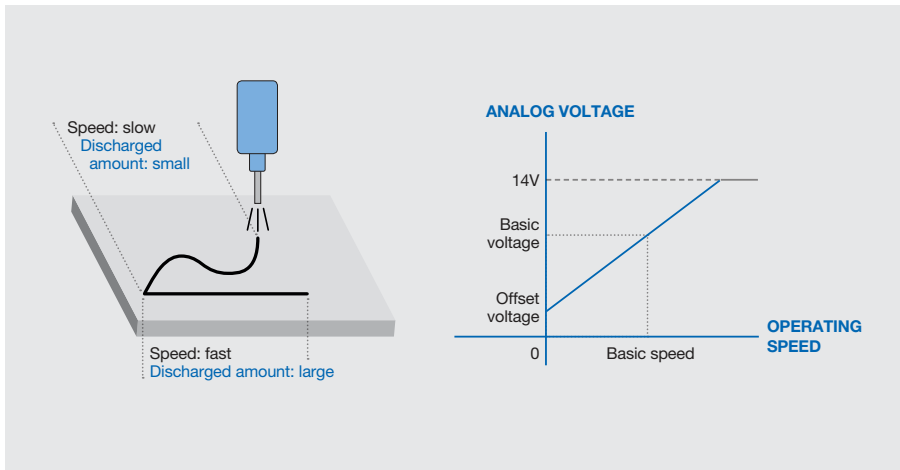 Speed: slow
Discharged
amount: small
Speed: fast
Discharged amount: large
ANALOG VOLTAGE
14V
Basic
voltage
Offset
voltage
0
Basic speed
OPERATING
SPEED